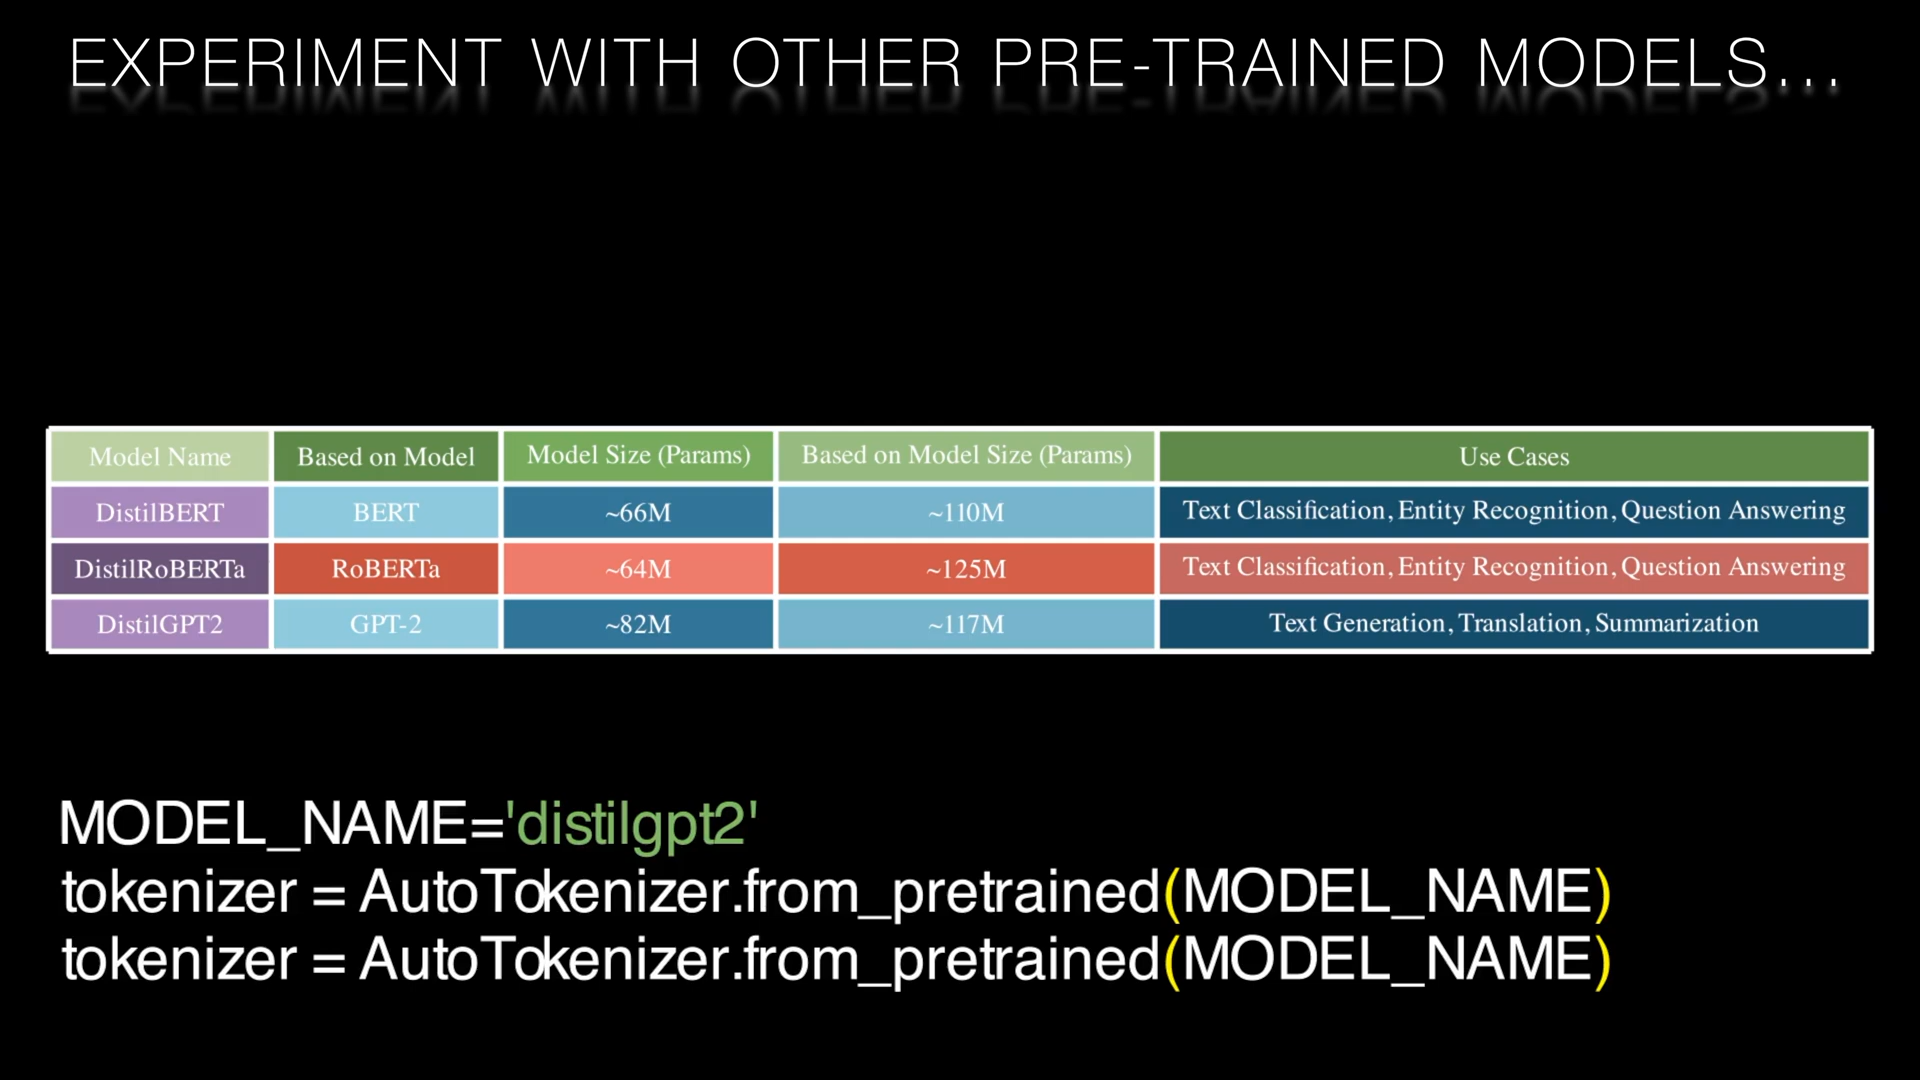 EXPERIMENT WITH OTHER PRE-TRAINED MODELS...
Model Name Based on Model Model Size (Params) Based on Model Size (Params) Use Cases
DistilBERT BERT ~66M ~110M Text Classification, Entity Recognition, Question Answering
DistilRoBERTa RoBERTa ~64M ~125M Text Classification, Entity Recognition, Question Answering
DistilGPT2 GPT-2 ~82M ~117M Text Generation, Translation, Summarization
MODEL_NAME='distilgpt2'
tokenizer = AutoTokenizer.from_pretrained(MODEL_NAME)
tokenizer = AutoTokenizer.from_pretrained(MODEL_NAME)